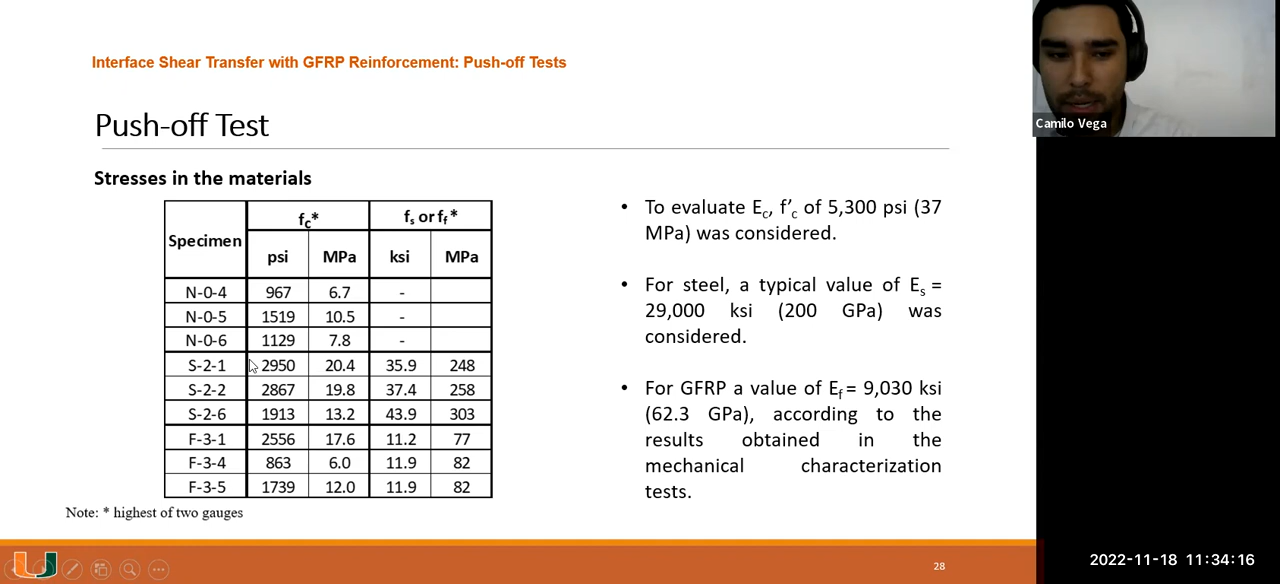 Interface Shear Transfer with GFRP Reinforcement: Push-off Tests
Push-off Test
Stresses in the materials
Specimen fc* fs or ff*
psi MPa ksi MPa
N-0-4 967 6.7 -
N-0-5 1519 10.5 -
N-0-6 1129 7.8 -
S-2-1 2950 20.4 35.9 248
S-2-2 2867 19.8 37.4 258
S-2-6 1913 13.2 43.9 303
F-3-1 2556 17.6 11.2 77
F-3-4 863 6.0 11.9 82
F-3-5 1739 12.0 11.9 82
Note: * highest of two gauges
• To evaluate Ec, f’c of 5,300 psi (37
MPa) was considered.
• For steel, a typical value of Es =
29,000 ksi (200 GPa) was
considered.
• For GFRP a value of Ef = 9,030 ksi
(62.3 GPa), according to the
results obtained in the
mechanical characterization
tests.
28
Camilo Vega
2022-11-18 11:34:16